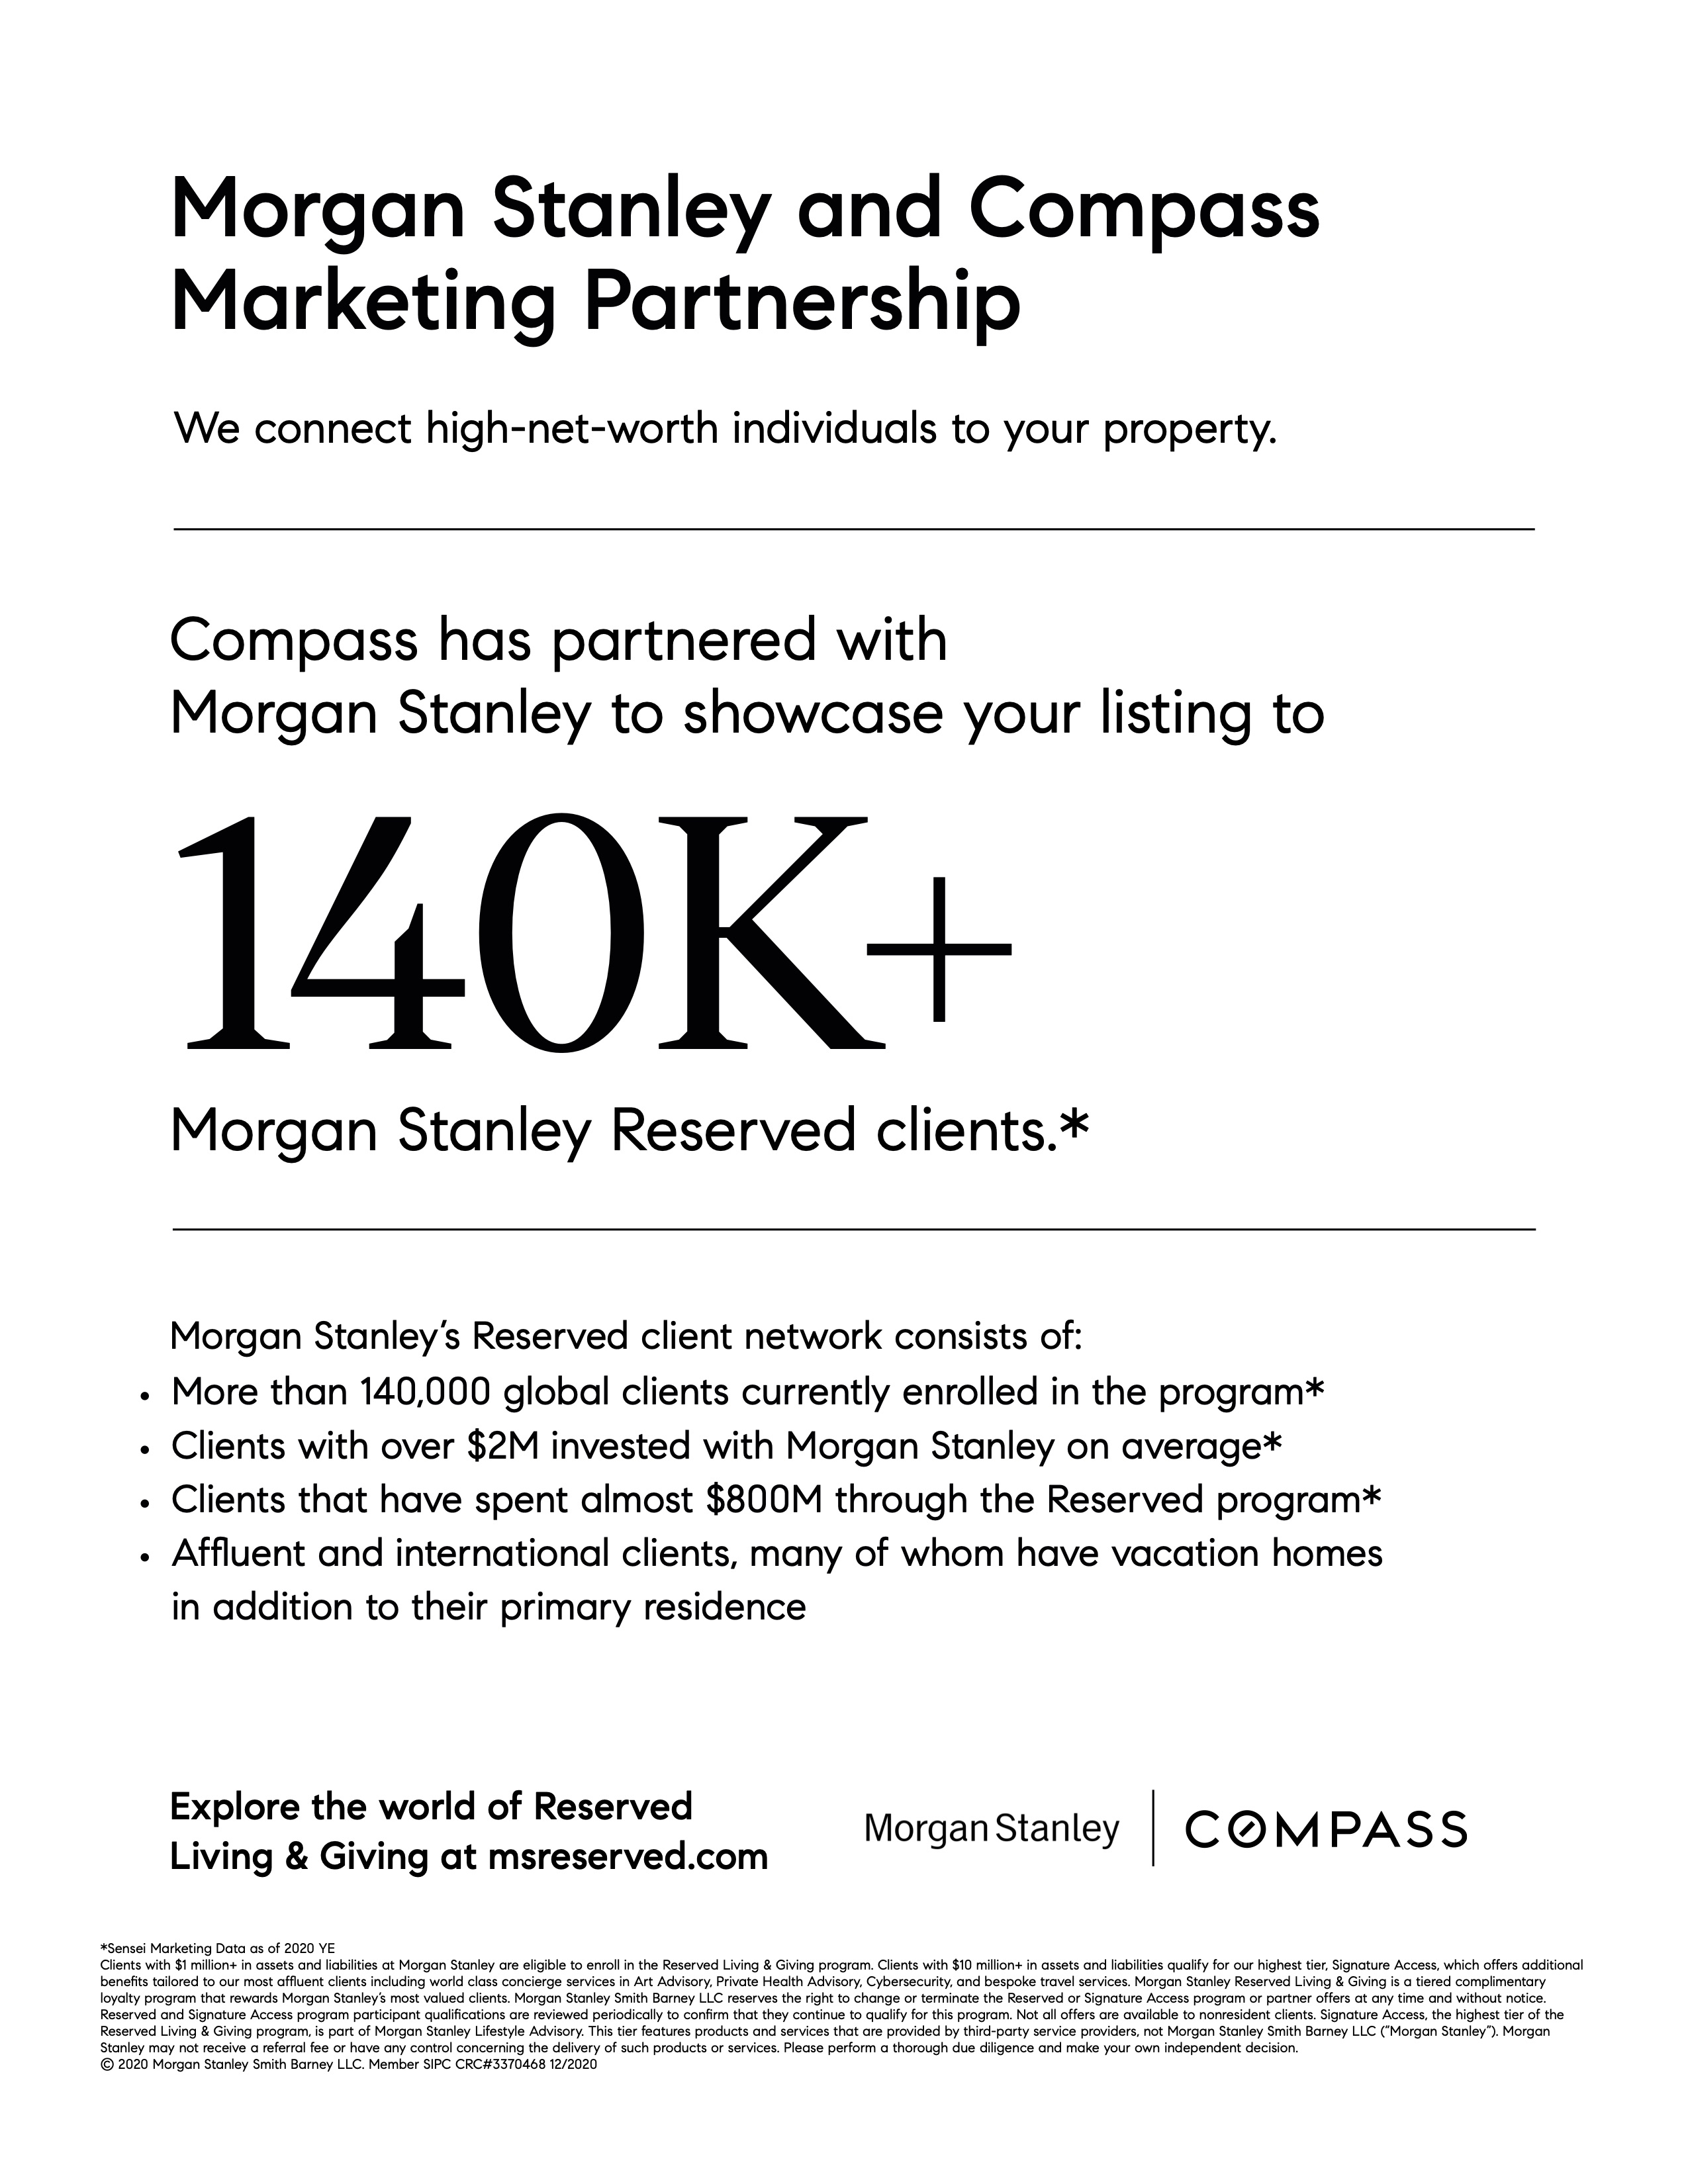 Morgan Stanley and Compass
Marketing Partnership
We connect high-net-worth individuals to your property.
Compass has partnered with
Morgan Stanley to showcase your listing to
140K+
Morgan Stanley Reserved clients.*
Morgan Stanley’s Reserved client network consists of:
• More than 140,000 global clients currently enrolled in the program*
• Clients with over $2M invested with Morgan Stanley on average*
• Clients that have spent almost $800M through the Reserved program*
• Affluent and international clients, many of whom have vacation homes
in addition to their primary residence
Explore the world of Reserved
Living & Giving at msreserved.com
Morgan Stanley | COMPASS
*Sensei Marketing Data as of 2020 YE
Clients with $1 million+ in assets and liabilities at Morgan Stanley are eligible to enroll in the Reserved Living & Giving program. Clients with $10 million+ in assets and liabilities qualify for our highest tier, Signature Access, which offers additional
benefits tailored to our most affluent clients including world class concierge services in Art Advisory, Private Health Advisory, Cybersecurity, and bespoke travel services. Morgan Stanley Reserved Living & Giving is a tiered complimentary
loyalty program that rewards Morgan Stanley’s most valued clients. Morgan Stanley Smith Barney LLC reserves the right to change or terminate the Reserved or Signature Access program or partner offers at any time and without notice.
Reserved and Signature Access program participant qualifications are reviewed periodically to confirm that they continue to qualify for this program. Not all offers are available to nonresident clients. Signature Access, the highest tier of the
Reserved Living & Giving program, is part of Morgan Stanley Lifestyle Advisory. This tier features products and services that are provided by third-party service providers, not Morgan Stanley Smith Barney LLC (“Morgan Stanley”). Morgan
Stanley may not receive a referral fee or have any control concerning the delivery of such products or services. Please perform a thorough due diligence and make your own independent decision.
© 2020 Morgan Stanley Smith Barney LLC. Member SIPC CRC#3370468 12/2020